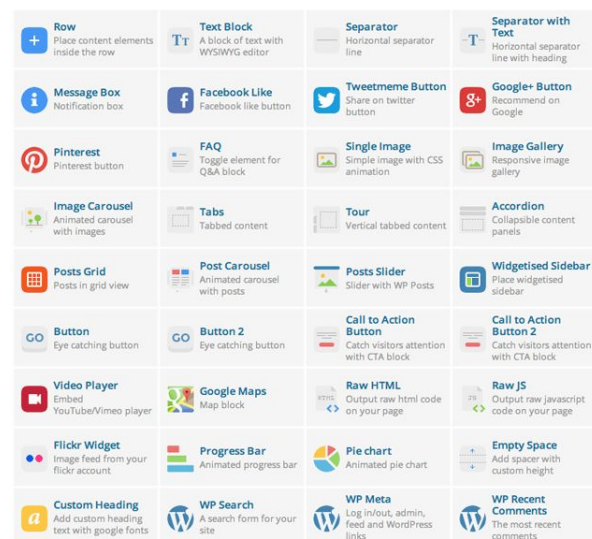 Row
Place content elements
inside the row
TT
Text Block
A block of text with
WYSIWYG editor
Separator
Horizontal separator
line
-T-
Separator with
Text
Horizontal separator
line with heading
i
Message Box
Notification box
f
Facebook Like
Facebook like button
Tweetmeme Button
Share on twitter
button
g+
Google+ Button
Recommend on
Google
Pinterest
Pinterest button
FAQ
Toggle element for
Q&A block
Single Image
Simple image with CSS
animation
Image Gallery
Responsive image
gallery
Image Carousel
Animated carousel
with images
Tabs
Tabbed content
Tour
Vertical tabbed content
Accordion
Collapsible content
panels
Posts Grid
Posts in grid view
Post Carousel
Animated carousel
with posts
Posts Slider
Slider with WP Posts
Widgetised Sidebar
Place widgetised
sidebar
GO
Button
Eye catching button
GO
Button 2
Eye catching button
Call to Action
Button
Catch visitors attention
with CTA block
Call to Action
Button 2
Catch visitors attention
with CTA block
Video Player
Embed
YouTube/Vimeo player
Google Maps
Map block
HTML
<>
Raw HTML
Output raw html code
on your page
JS
<>
Raw JS
Output raw javascript
code on your page
Flickr Widget
Image feed from your
flickr account
Progress Bar
Animated progress bar
Pie chart
Animated pie chart
Empty Space
Add spacer with
custom height
a
Custom Heading
Add custom heading
text with google fonts
WP Search
A search form for your
site
WP Meta
Log in/out, admin,
feed and WordPress
links
WP Recent
Comments
The most recent
comments